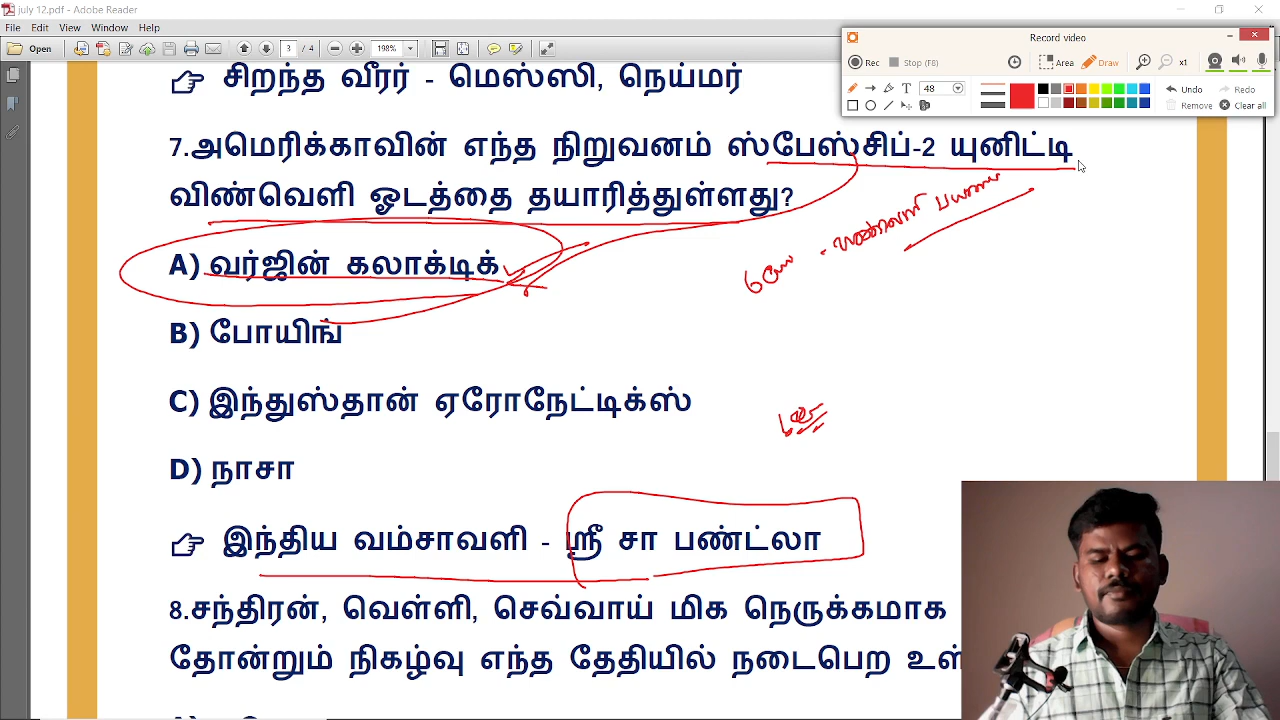 july 12.pdf - Adobe Reader
File Edit View Window Help
Open 3 / 4 198%
Record video
Rec Stop (F8) Area Draw x1
T 48 Undo Redo
Remove Clear all
சிறந்த வீரர் - மெஸ்ஸி, நெய்மர்
7.அமெரிக்காவின் எந்த நிறுவனம் ஸ்பேஸ்சிப்-2 யுனிட்டி
விண்வெளி ஓடத்தை தயாரித்துள்ளது?
A) வர்ஜின் கலாக்டிக்
B) போயிங்
C) இந்துஸ்தான் ஏரோநேட்டிக்ஸ்
D) நாசா
இந்திய வம்சாவளி - ஸ்ரீ சா பண்ட்லா
8.சந்திரன், வெள்ளி, செவ்வாய் மிக நெருக்கமாக
தோன்றும் நிகழ்வு எந்த தேதியில் நடைபெற